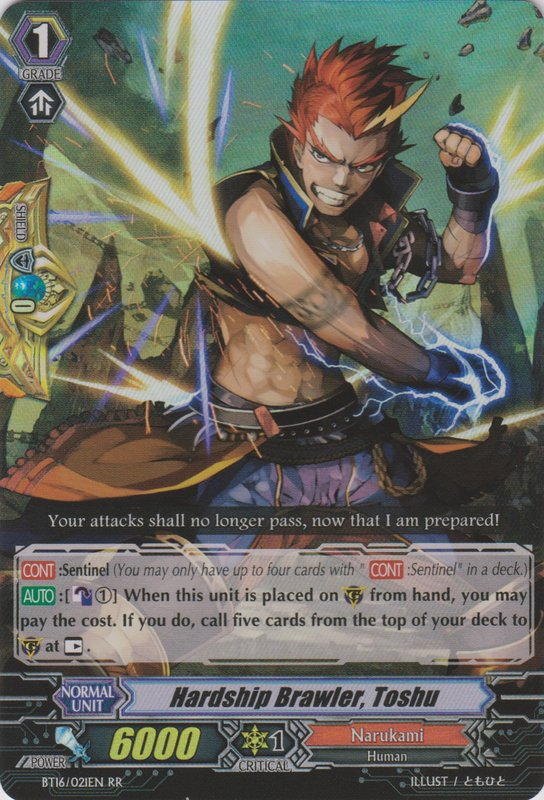 1
GRADE
SHIELD
0
Your attacks shall no longer pass, now that I am prepared!
CONT :Sentinel (You may only have up to four cards with " CONT :Sentinel" in a deck.)
AUTO :[ ①] When this unit is placed on from hand, you may
pay the cost. If you do, call five cards from the top of your deck to
at .
NORMAL
UNIT
Hardship Brawler, Toshu
POWER
6000
1
CRITICAL
Narukami
Human
BT16/021EN RR
ILLUST / ともひと